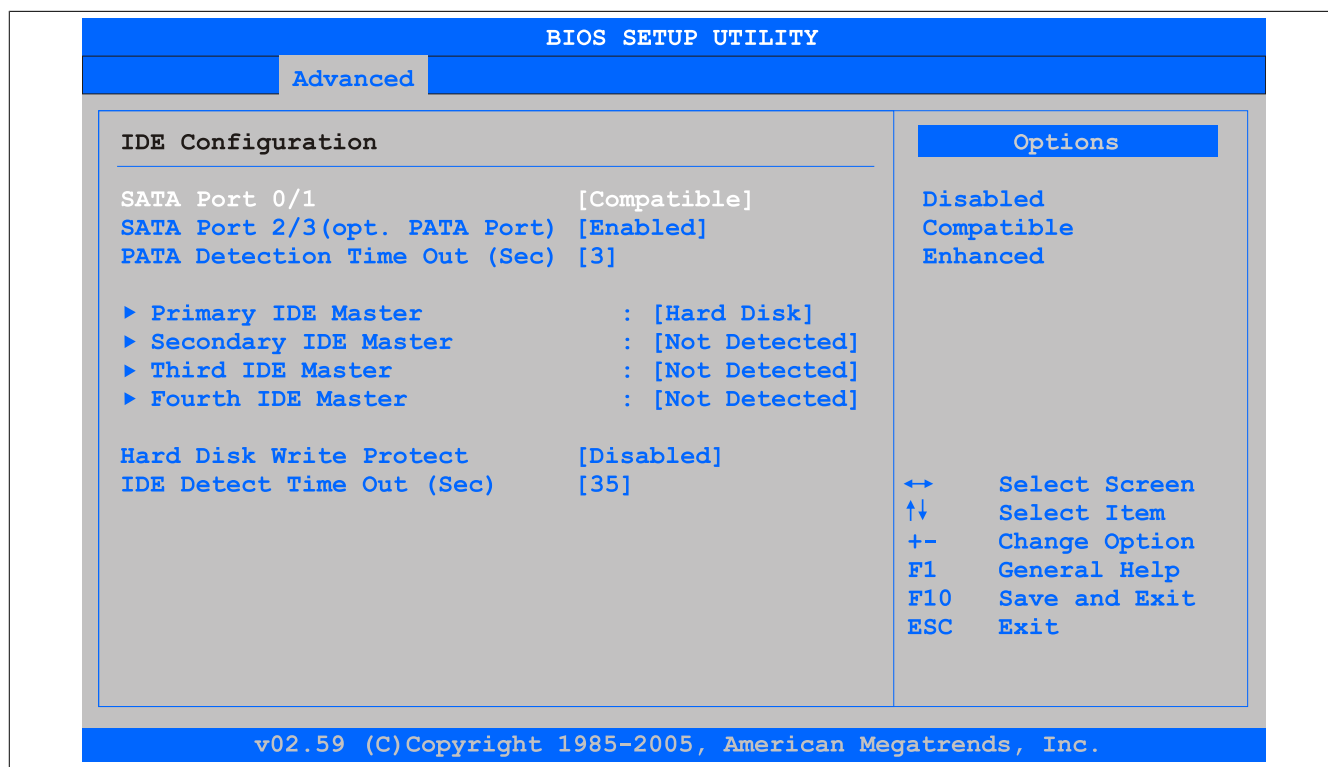 BIOS SETUP UTILITY
Advanced
IDE Configuration
SATA Port 0/1 [Compatible]
SATA Port 2/3(opt. PATA Port) [Enabled]
PATA Detection Time Out (Sec) [3]
▶ Primary IDE Master : [Hard Disk]
▶ Secondary IDE Master : [Not Detected]
▶ Third IDE Master : [Not Detected]
▶ Fourth IDE Master : [Not Detected]
Hard Disk Write Protect [Disabled]
IDE Detect Time Out (Sec) [35]
Options
Disabled
Compatible
Enhanced
↔ Select Screen
↑↓ Select Item
+- Change Option
F1 General Help
F10 Save and Exit
ESC Exit
v02.59 (C)Copyright 1985-2005, American Megatrends, Inc.